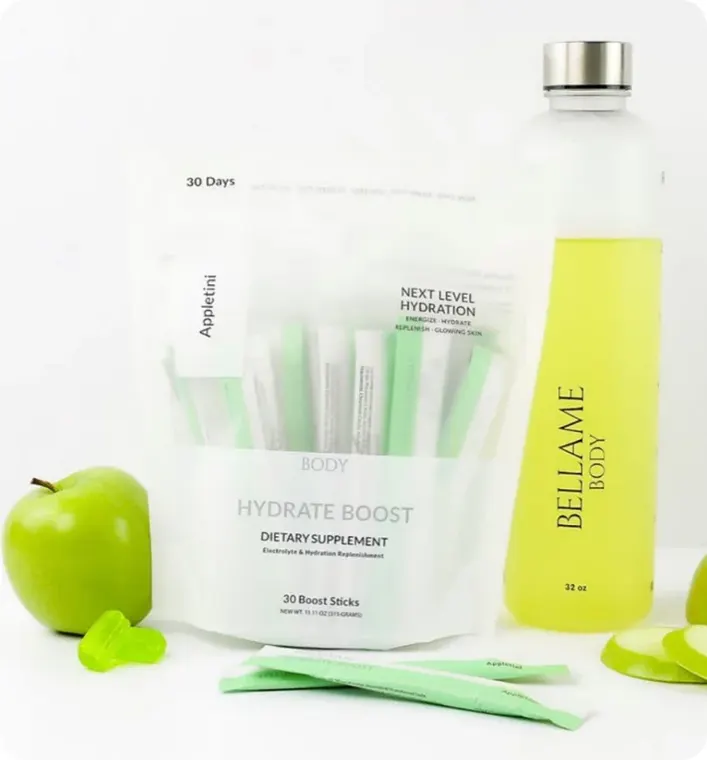 30 Days
Appletini
NEXT LEVEL
HYDRATION
ENERGIZE · HYDRATE
REPLENISH · GLOWING SKIN
BODY
HYDRATE BOOST
DIETARY SUPPLEMENT
Electrolyte & Hydration Replenishment
30 Boost Sticks
BELLAME
BODY
32 oz
Appletini